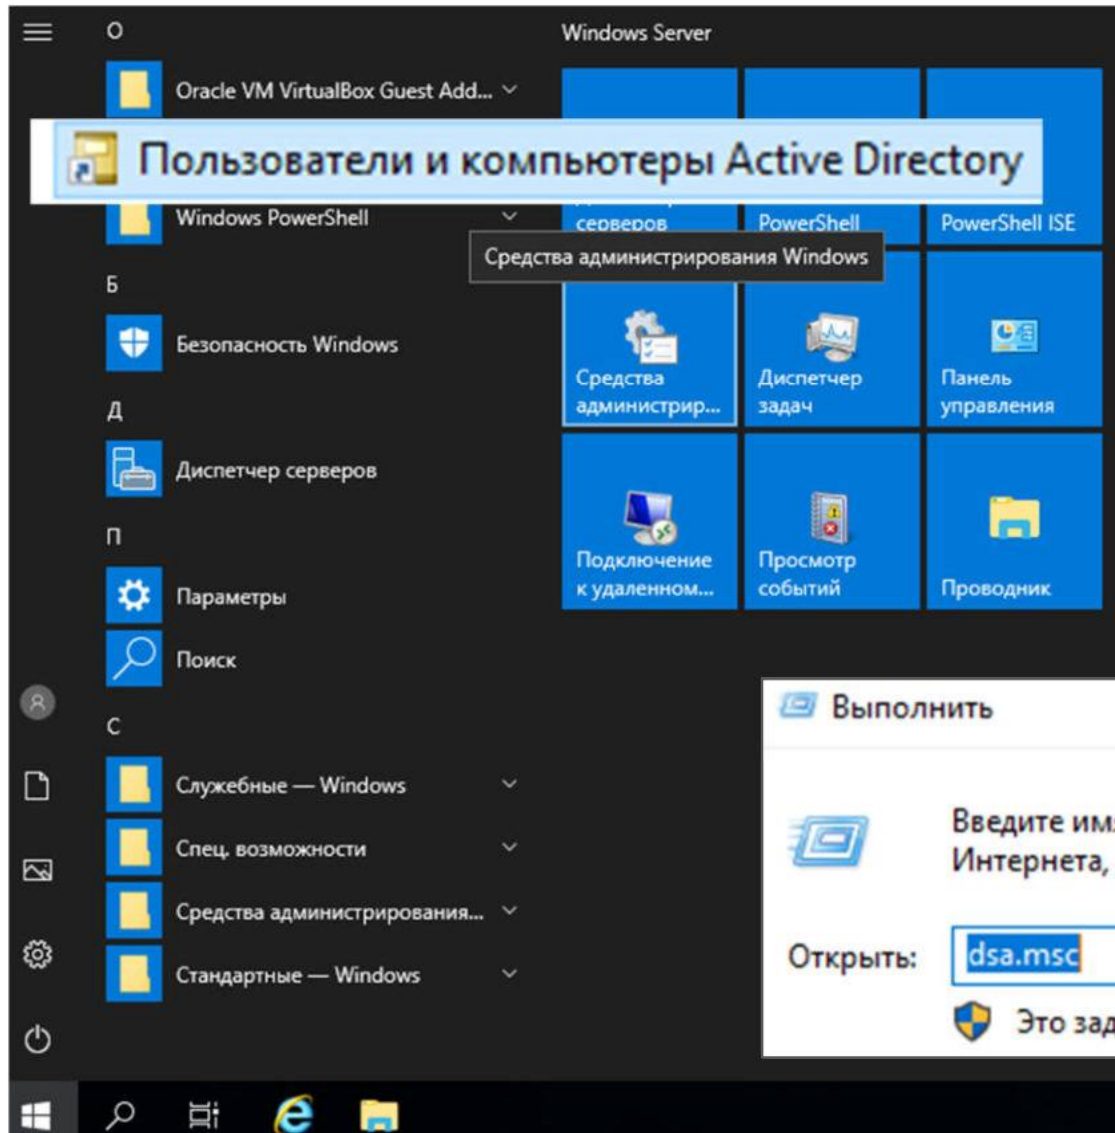 О
Windows Server
Oracle VM VirtualBox Guest Add...
Пользователи и компьютеры Active Directory
Windows PowerShell
серверов
PowerShell
PowerShell ISE
Средства администрирования Windows
Б
Безопасность Windows
Средства
администрир...
Диспетчер
задач
Панель
управления
Д
Диспетчер серверов
П
Параметры
Поиск
Подключение
к удаленном...
Просмотр
событий
Проводник
С
Служебные — Windows
Спец. возможности
Средства администрирования...
Стандартные — Windows
Выполнить
Введите имя
Интернета,
Открыть:
dsa.msc
Это зад